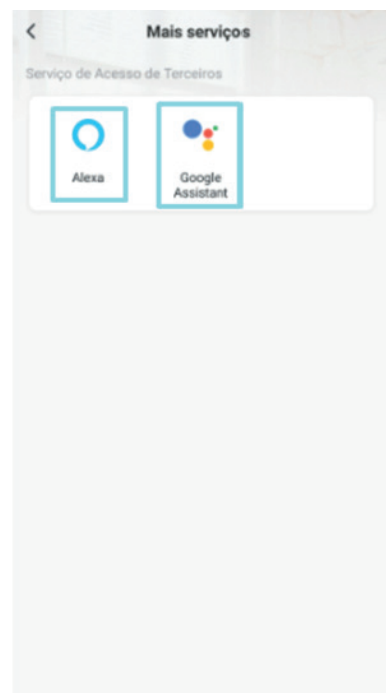 Mais serviços
Serviço de Acesso de Terceiros
Alexa
Google
Assistant